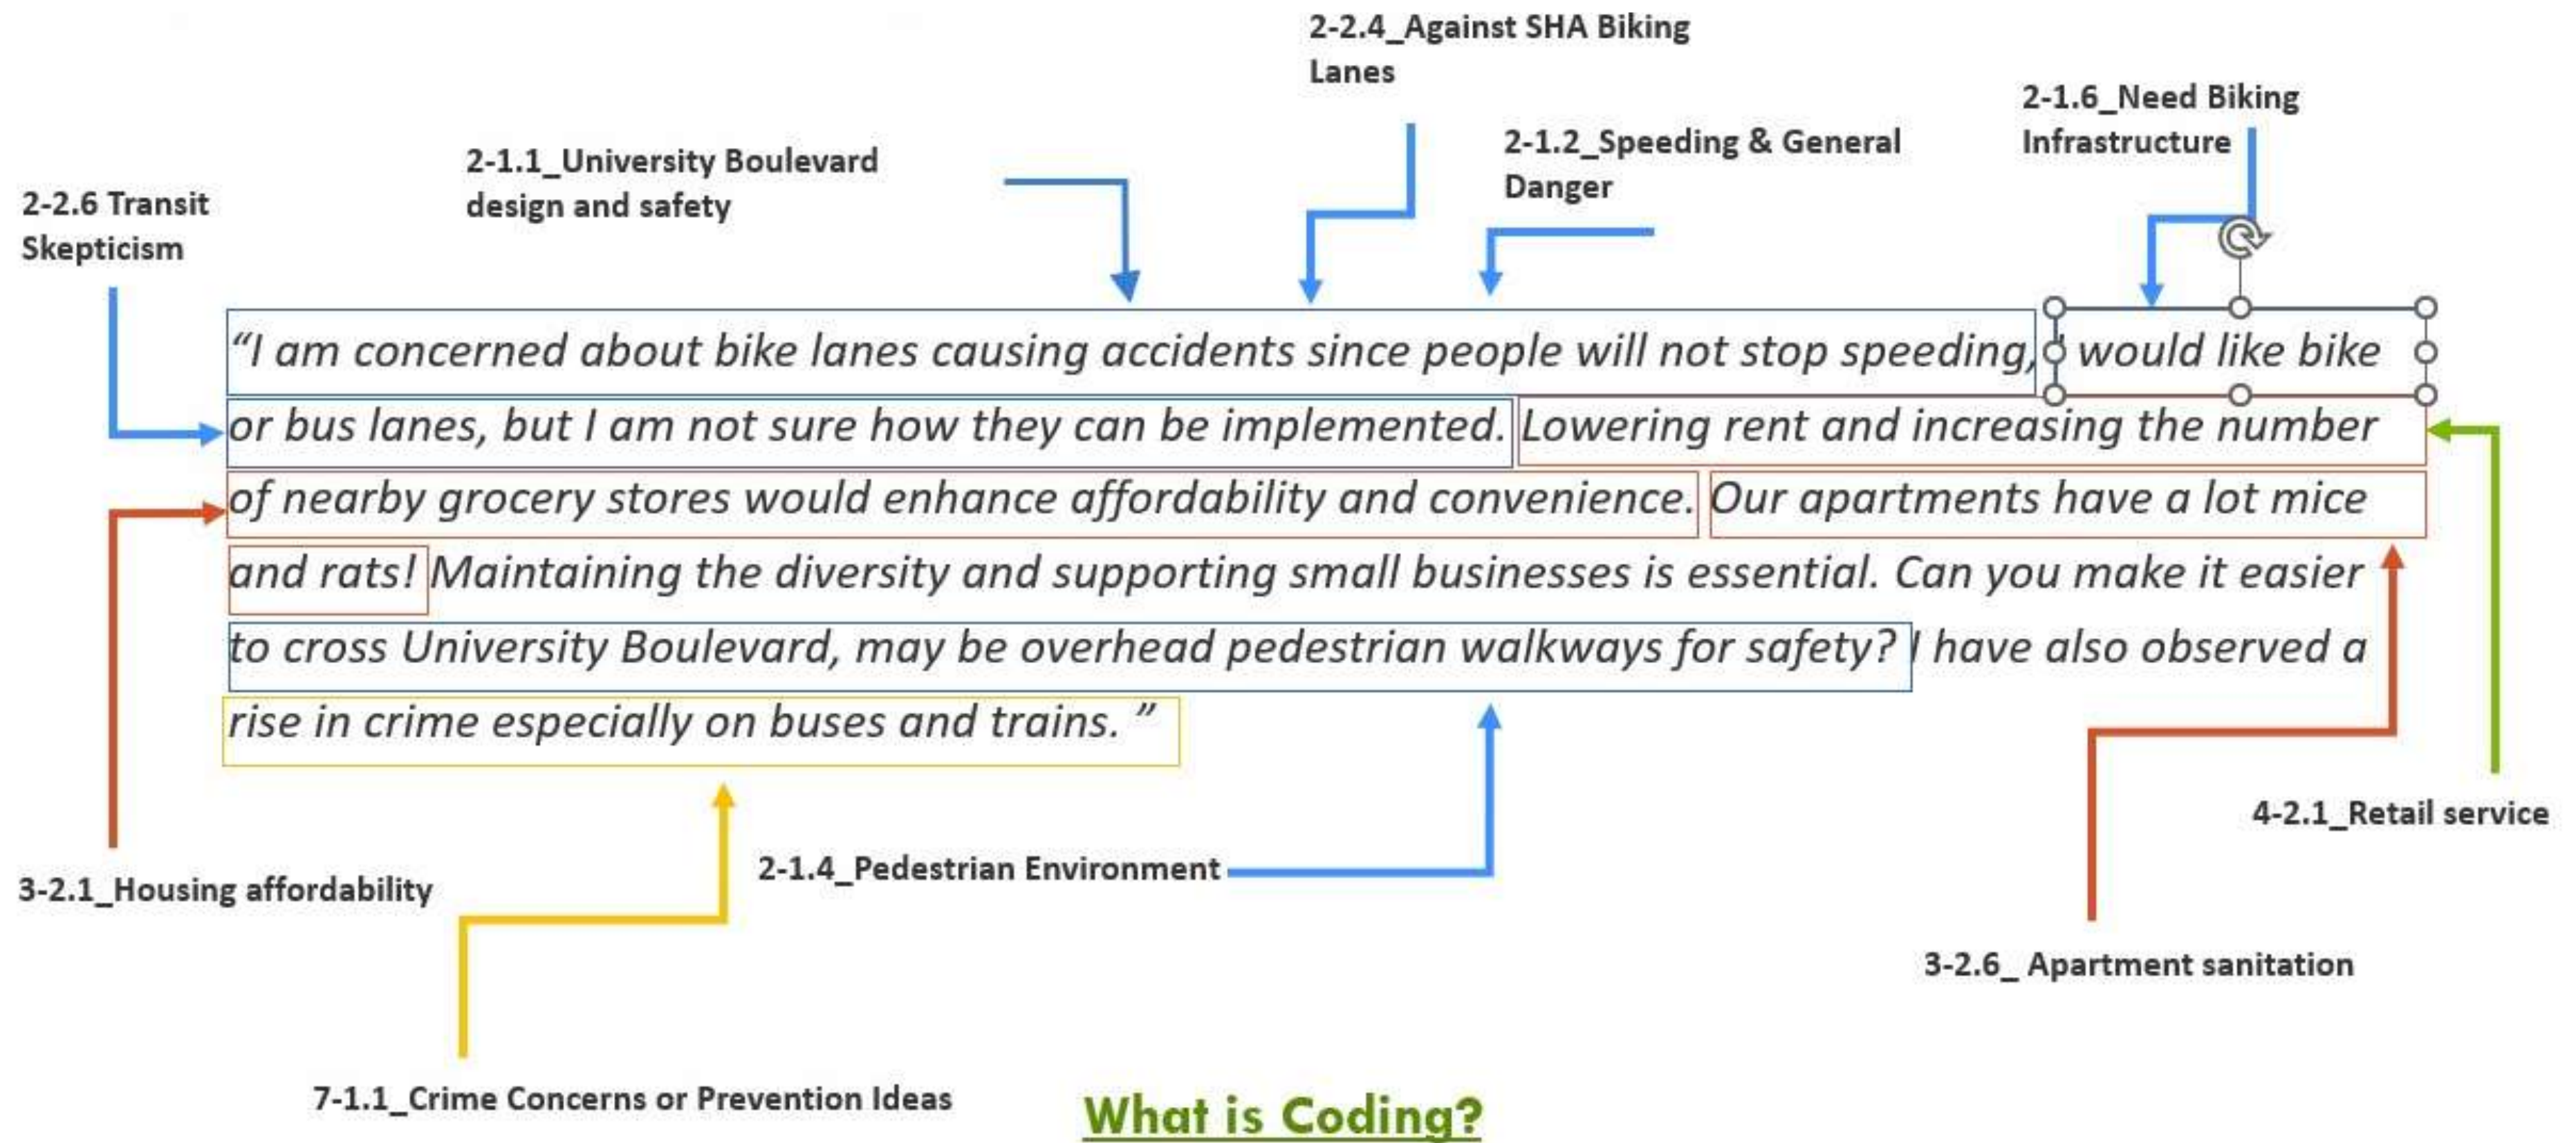 2-2.4_Against SHA Biking
Lanes
2-1.6_Need Biking
Infrastructure
2-1.2_Speeding & General
Danger
2-1.1_University Boulevard
design and safety
2-2.6 Transit
Skepticism
“I am concerned about bike lanes causing accidents since people will not stop speeding, I would like bike
or bus lanes, but I am not sure how they can be implemented. Lowering rent and increasing the number
of nearby grocery stores would enhance affordability and convenience. Our apartments have a lot mice
and rats! Maintaining the diversity and supporting small businesses is essential. Can you make it easier
to cross University Boulevard, may be overhead pedestrian walkways for safety? I have also observed a
rise in crime especially on buses and trains. ”
4-2.1_Retail service
2-1.4_Pedestrian Environment
3-2.1_Housing affordability
3-2.6_ Apartment sanitation
7-1.1_Crime Concerns or Prevention Ideas
What is Coding?